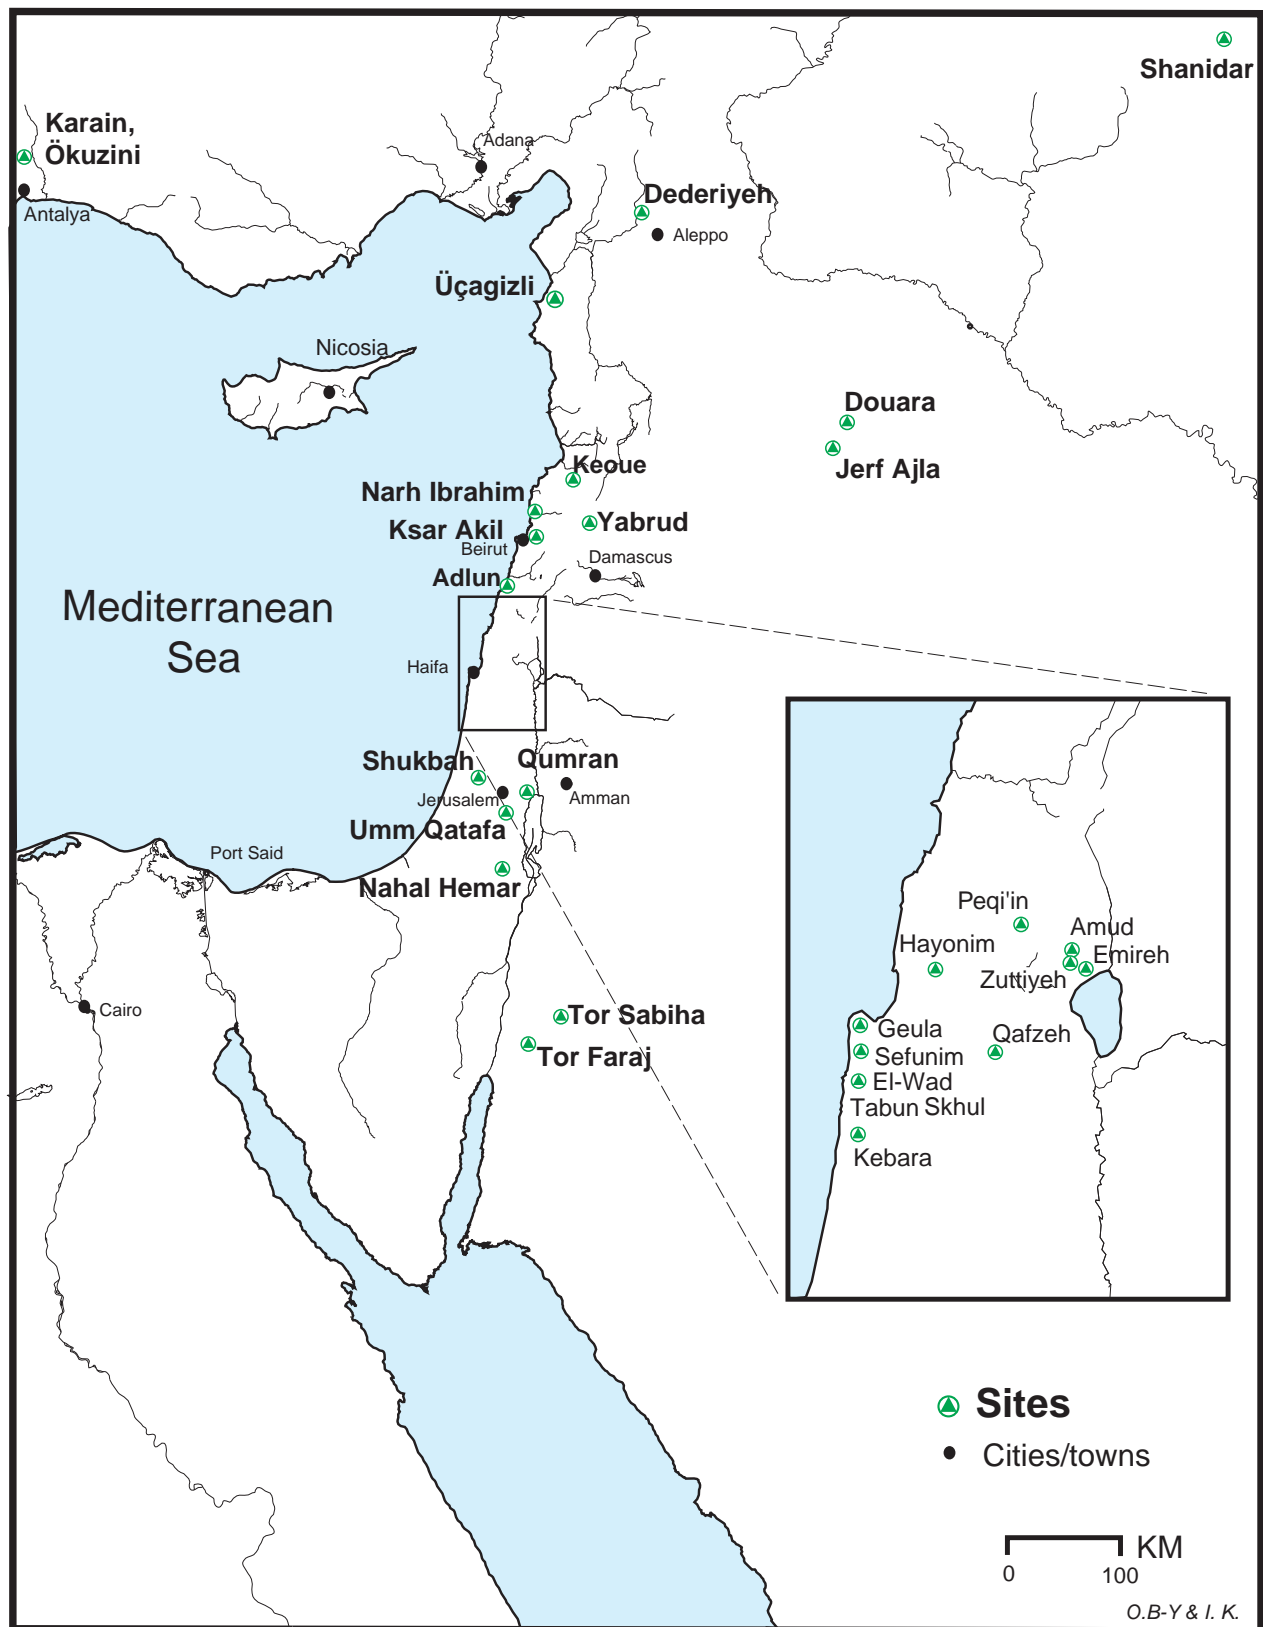 Shanidar
Karain,
Ökuzini
Adana
Antalya
Dederiyeh
Aleppo
Üçagizli
Nicosia
Douara
Jerf Ajla
Keoue
Narh Ibrahim
Yabrud
Ksar Akil
Beirut
Damascus
Adlun
Mediterranean
Sea
Haifa
Shukbah
Qumran
Jerusalem
Amman
Umm Qatafa
Port Said
Nahal Hemar
Cairo
Tor Sabiha
Tor Faraj
Peqi'in
Amud
Hayonim
Emireh
Zuttiyeh
Geula
Qafzeh
Sefunim
El-Wad
Tabun Skhul
Kebara
Sites
Cities/towns
KM
0 100
O.B-Y & I. K.